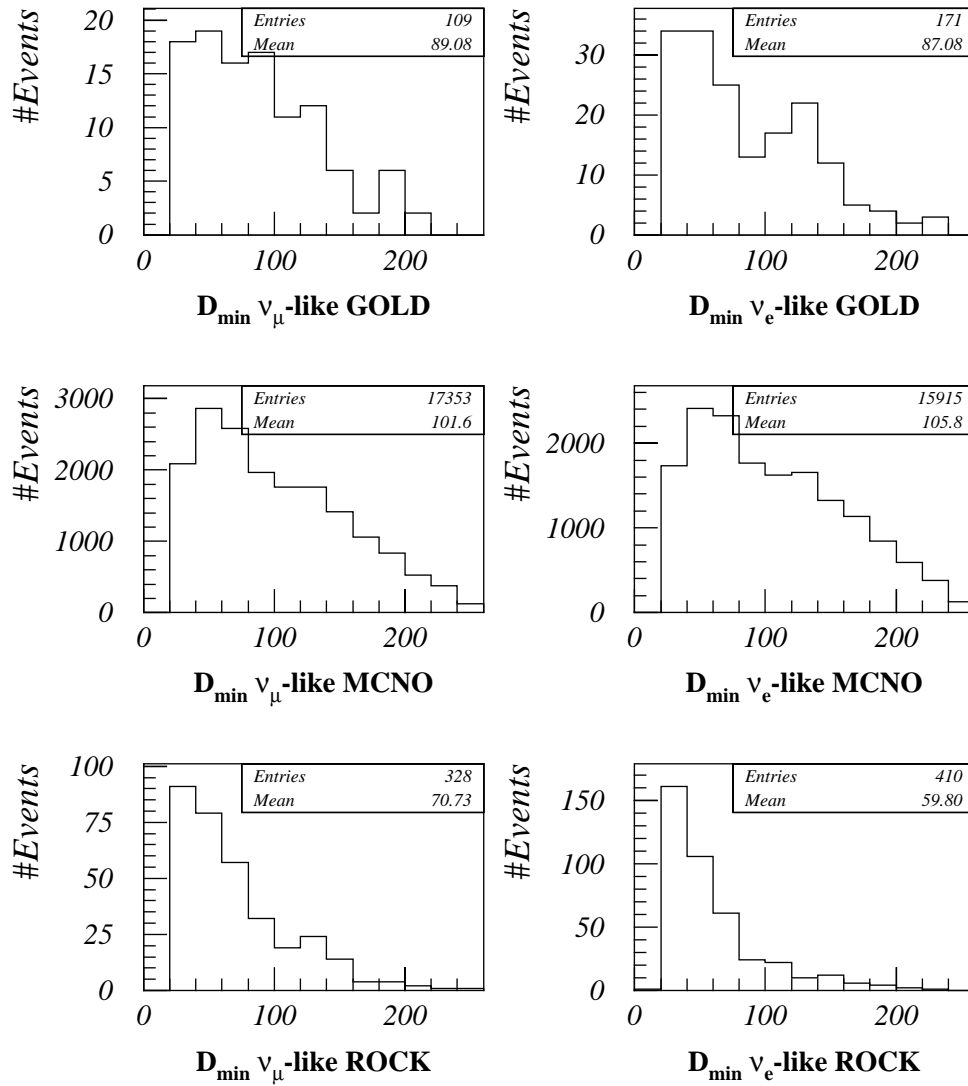 #Events
20
15
10
5
0
0 100 200
Entries 109
Mean 89.08
D_min ν_μ-like GOLD
#Events
30
20
10
0
0 100 200
Entries 171
Mean 87.08
D_min ν_e-like GOLD
#Events
3000
2000
1000
0
0 100 200
Entries 17353
Mean 101.6
D_min ν_μ-like MCNO
#Events
2000
1000
0
0 100 200
Entries 15915
Mean 105.8
D_min ν_e-like MCNO
#Events
100
75
50
25
0
0 100 200
Entries 328
Mean 70.73
D_min ν_μ-like ROCK
#Events
150
100
50
0
0 100 200
Entries 410
Mean 59.80
D_min ν_e-like ROCK